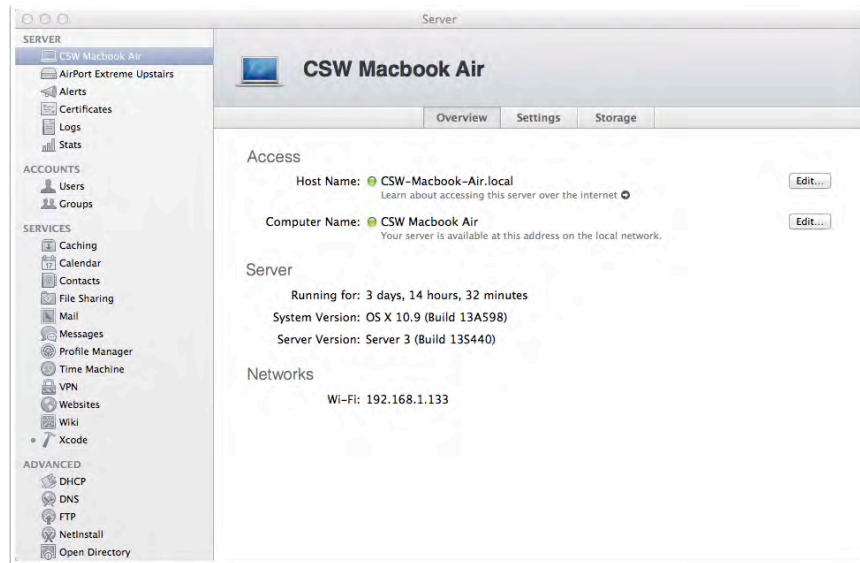 Server
SERVER
CSW Macbook Air
AirPort Extreme Upstairs
Alerts
Certificates
Logs
Stats
ACCOUNTS
Users
Groups
SERVICES
Caching
17
Calendar
Contacts
File Sharing
Mail
Messages
Profile Manager
Time Machine
VPN
Websites
Wiki
Xcode
ADVANCED
DHCP
DNS
FTP
NetInstall
Open Directory
CSW Macbook Air
Overview Settings Storage
Access
Host Name: CSW-Macbook-Air.local Edit...
Learn about accessing this server over the internet
Computer Name: CSW Macbook Air Edit...
Your server is available at this address on the local network.
Server
Running for: 3 days, 14 hours, 32 minutes
System Version: OS X 10.9 (Build 13A598)
Server Version: Server 3 (Build 13S440)
Networks
Wi-Fi: 192.168.1.133